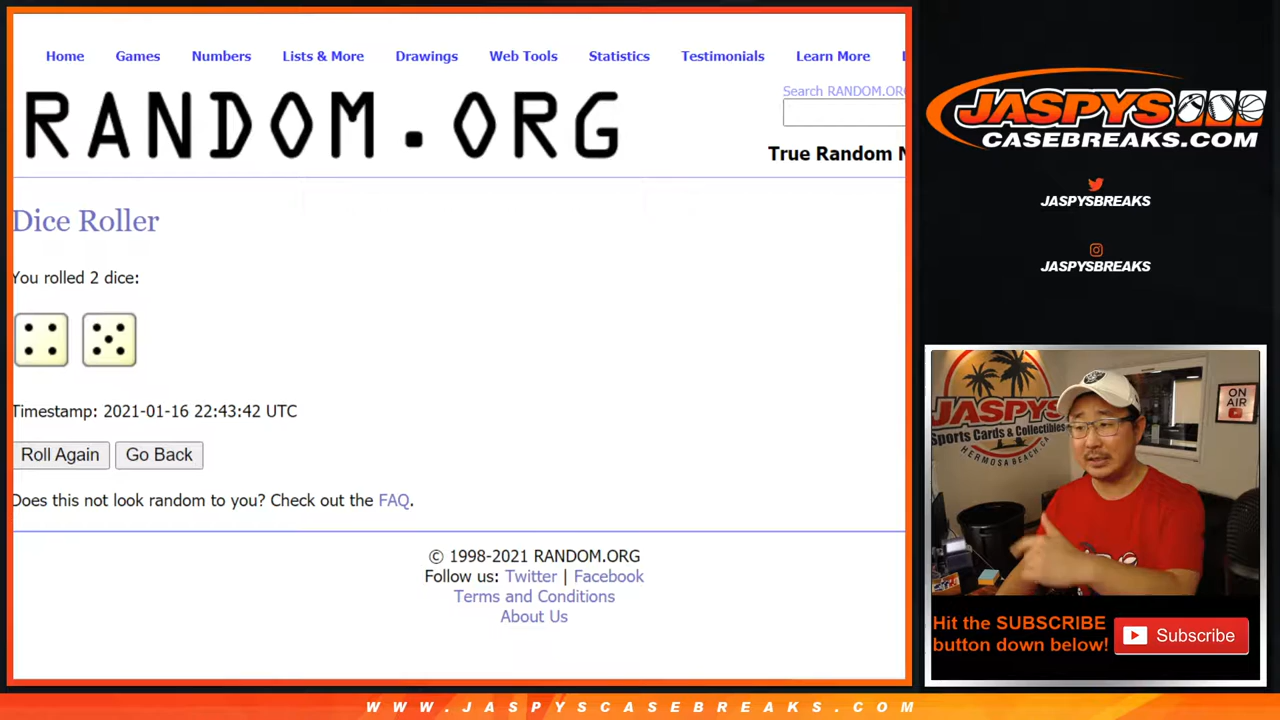 Home Games Numbers Lists & More Drawings Web Tools Statistics Testimonials Learn More
RANDOM.ORG
Search RANDOM.ORG
True Random N
Dice Roller
You rolled 2 dice:
Timestamp: 2021-01-16 22:43:42 UTC
Roll Again Go Back
Does this not look random to you? Check out the FAQ.
© 1998-2021 RANDOM.ORG
Follow us: Twitter | Facebook
Terms and Conditions
About Us
JASPYS
CASEBREAKS.COM
JASPYSBREAKS
JASPYSBREAKS
JASPYS
Sports Cards & Collectibles
HERMOSA BEACH, CA
ON
AIR
Hit the SUBSCRIBE
button down below!
Subscribe
WWW.JASPYSCASEBREAKS.COM